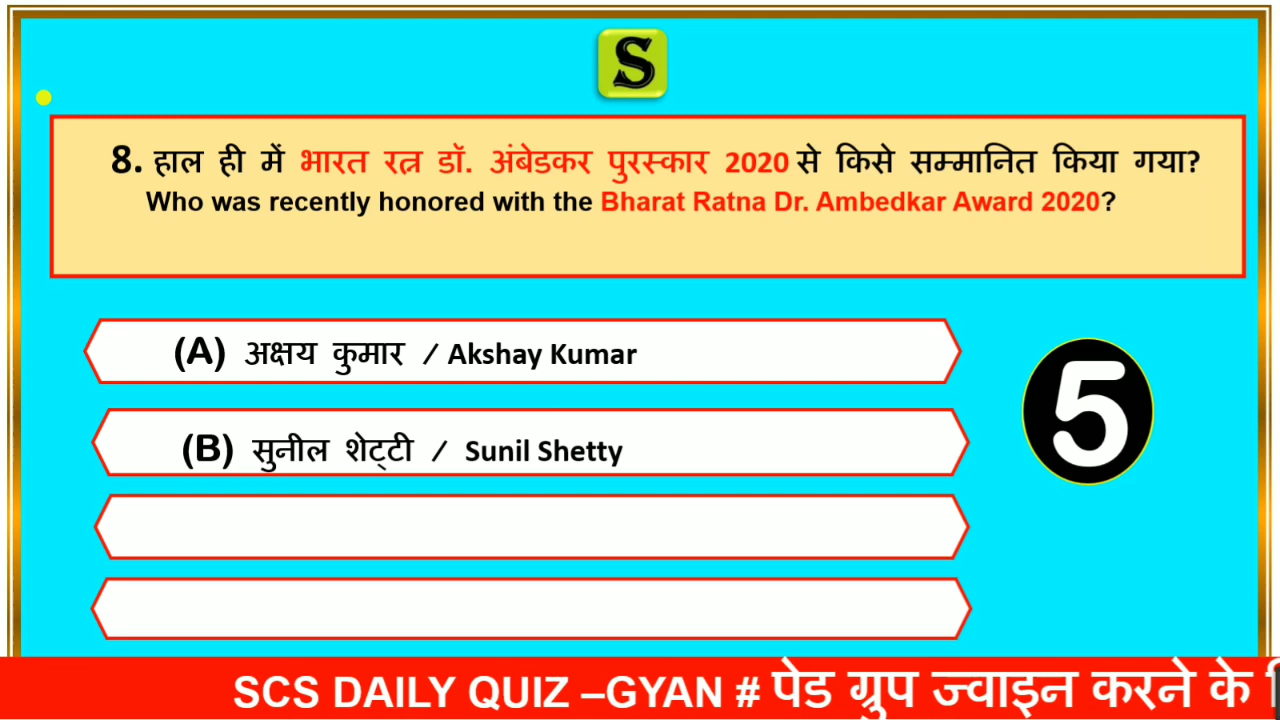 S
8. हाल ही में भारत रत्न डॉ. अंबेडकर पुरस्कार 2020 से किसे सम्मानित किया गया?
Who was recently honored with the Bharat Ratna Dr. Ambedkar Award 2020?
(A) अक्षय कुमार / Akshay Kumar
(B) सुनील शेट्टी / Sunil Shetty
5
SCS DAILY QUIZ –GYAN # पेड ग्रुप ज्वाइन करने के